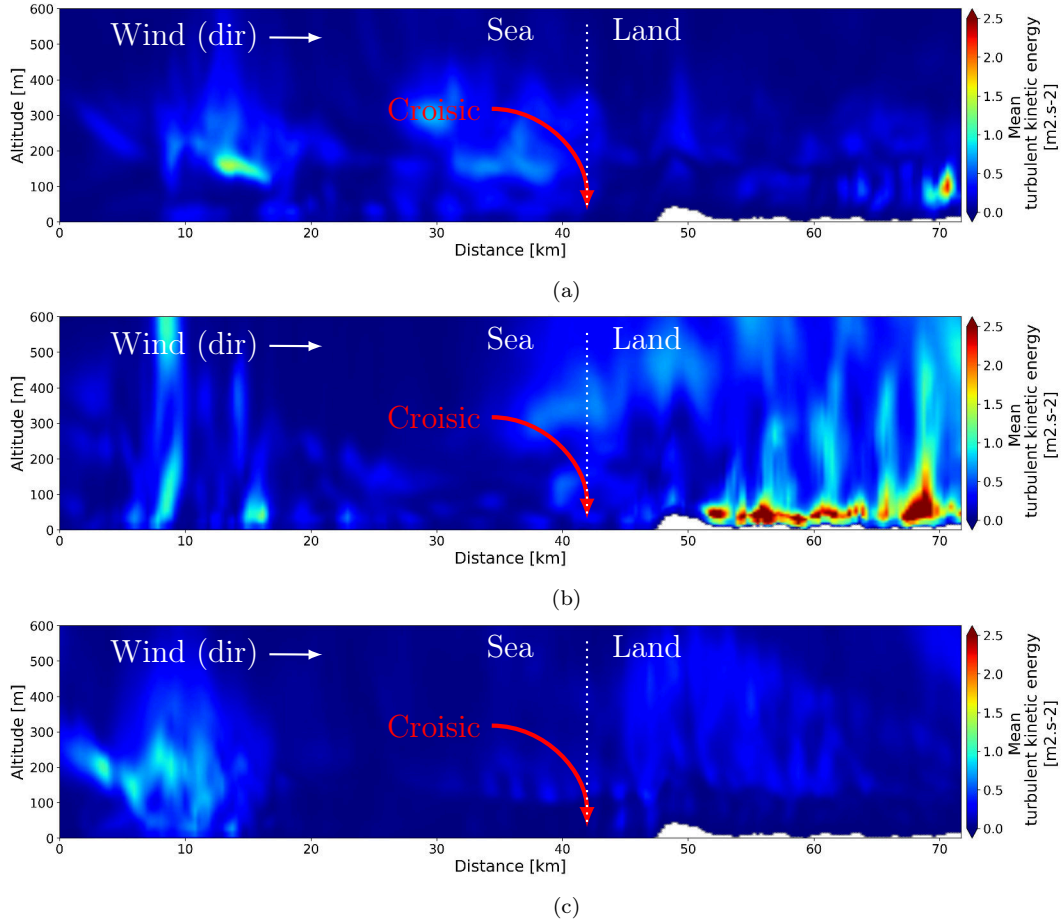 600
500
400
300
200
100
0
Altitude [m]
Wind (dir)
Sea
Land
Croisic
0
10
20
30
40
50
60
70
Distance [km]
2.5
2.0
1.5
1.0
0.5
0.0
Mean
turbulent kinetic energy
[m2.s-2]
(a)
600
500
400
300
200
100
0
Altitude [m]
Wind (dir)
Sea
Land
Croisic
0
10
20
30
40
50
60
70
Distance [km]
2.5
2.0
1.5
1.0
0.5
0.0
Mean
turbulent kinetic energy
[m2.s-2]
(b)
600
500
400
300
200
100
0
Altitude [m]
Wind (dir)
Sea
Land
Croisic
0
10
20
30
40
50
60
70
Distance [km]
2.5
2.0
1.5
1.0
0.5
0.0
Mean
turbulent kinetic energy
[m2.s-2]
(c)